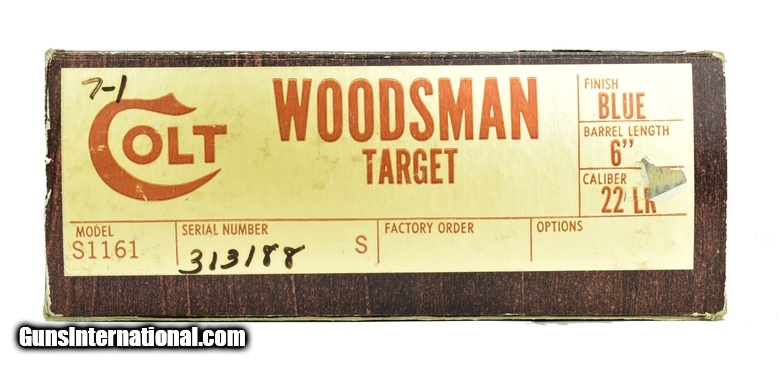 7-1
COLT
WOODSMAN
TARGET
FINISH
BLUE
BARREL LENGTH
6"
CALIBER
22 LR
MODEL
S1161
SERIAL NUMBER
313188 S
FACTORY ORDER
OPTIONS
GunsInternational.com